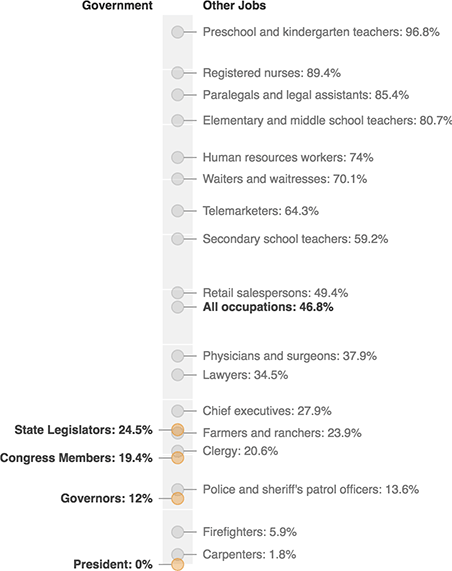 Government Other Jobs
Preschool and kindergarten teachers: 96.8%
Registered nurses: 89.4%
Paralegals and legal assistants: 85.4%
Elementary and middle school teachers: 80.7%
Human resources workers: 74%
Waiters and waitresses: 70.1%
Telemarketers: 64.3%
Secondary school teachers: 59.2%
Retail salespersons: 49.4%
All occupations: 46.8%
Physicians and surgeons: 37.9%
Lawyers: 34.5%
Chief executives: 27.9%
State Legislators: 24.5%
Farmers and ranchers: 23.9%
Clergy: 20.6%
Congress Members: 19.4%
Police and sheriff's patrol officers: 13.6%
Governors: 12%
Firefighters: 5.9%
Carpenters: 1.8%
President: 0%